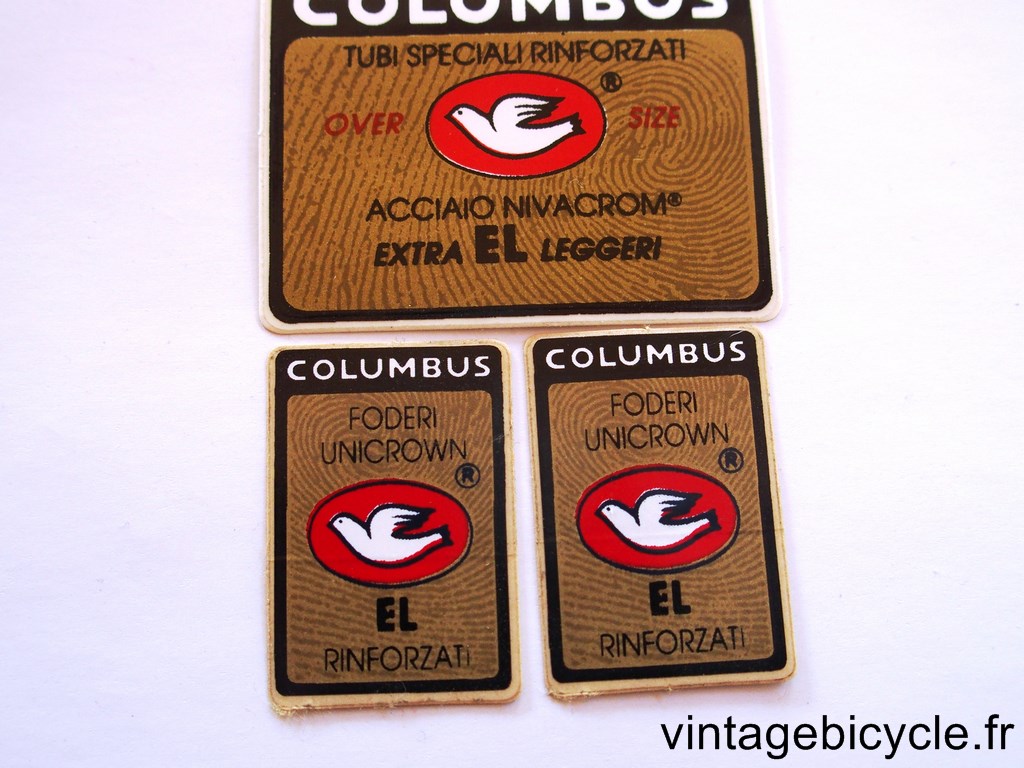 COLUMBUS
TUBI SPECIALI RINFORZATI
®
OVER SIZE
ACCIAIO NIVACROM®
EXTRA EL LEGGERI
COLUMBUS
FODERI
UNICROWN
®
EL
RINFORZATI
COLUMBUS
FODERI
UNICROWN
®
EL
RINFORZATI
vintagebicycle.fr